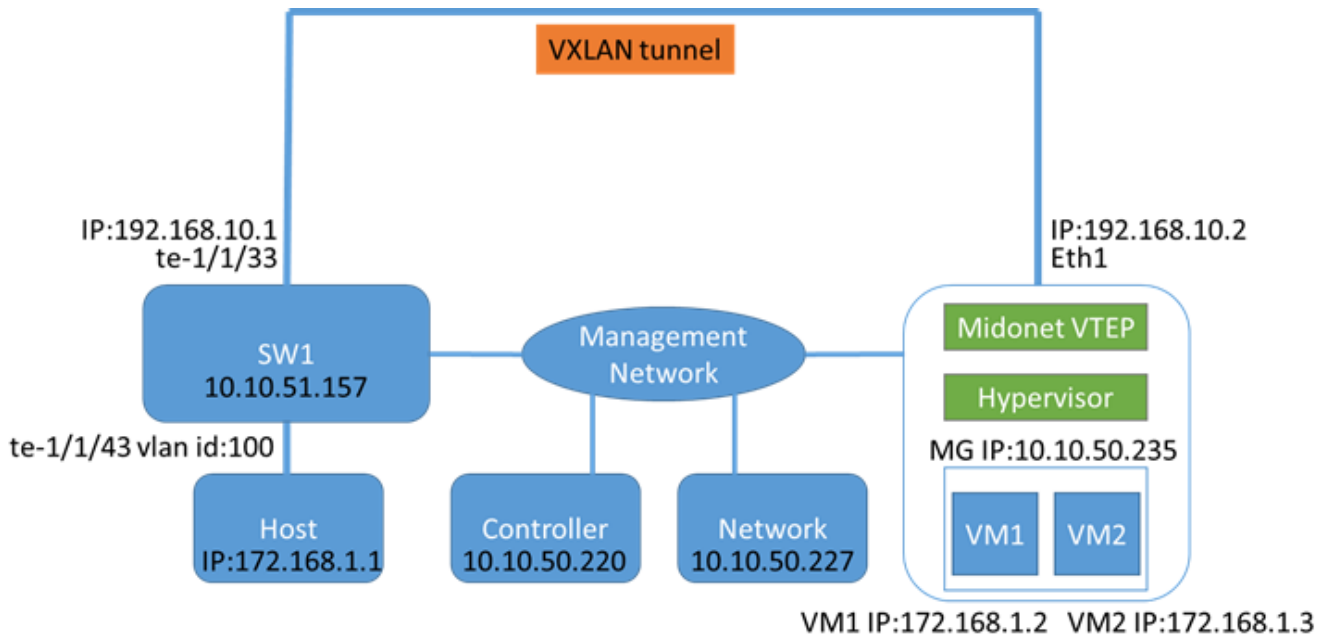 VXLAN tunnel
IP:192.168.10.1
te-1/1/33
IP:192.168.10.2
Eth1
SW1
10.10.51.157
Management
Network
Midonet VTEP
Hypervisor
MG IP:10.10.50.235
te-1/1/43 vlan id:100
Host
IP:172.168.1.1
Controller
10.10.50.220
Network
10.10.50.227
VM1
VM2
VM1 IP:172.168.1.2
VM2 IP:172.168.1.3